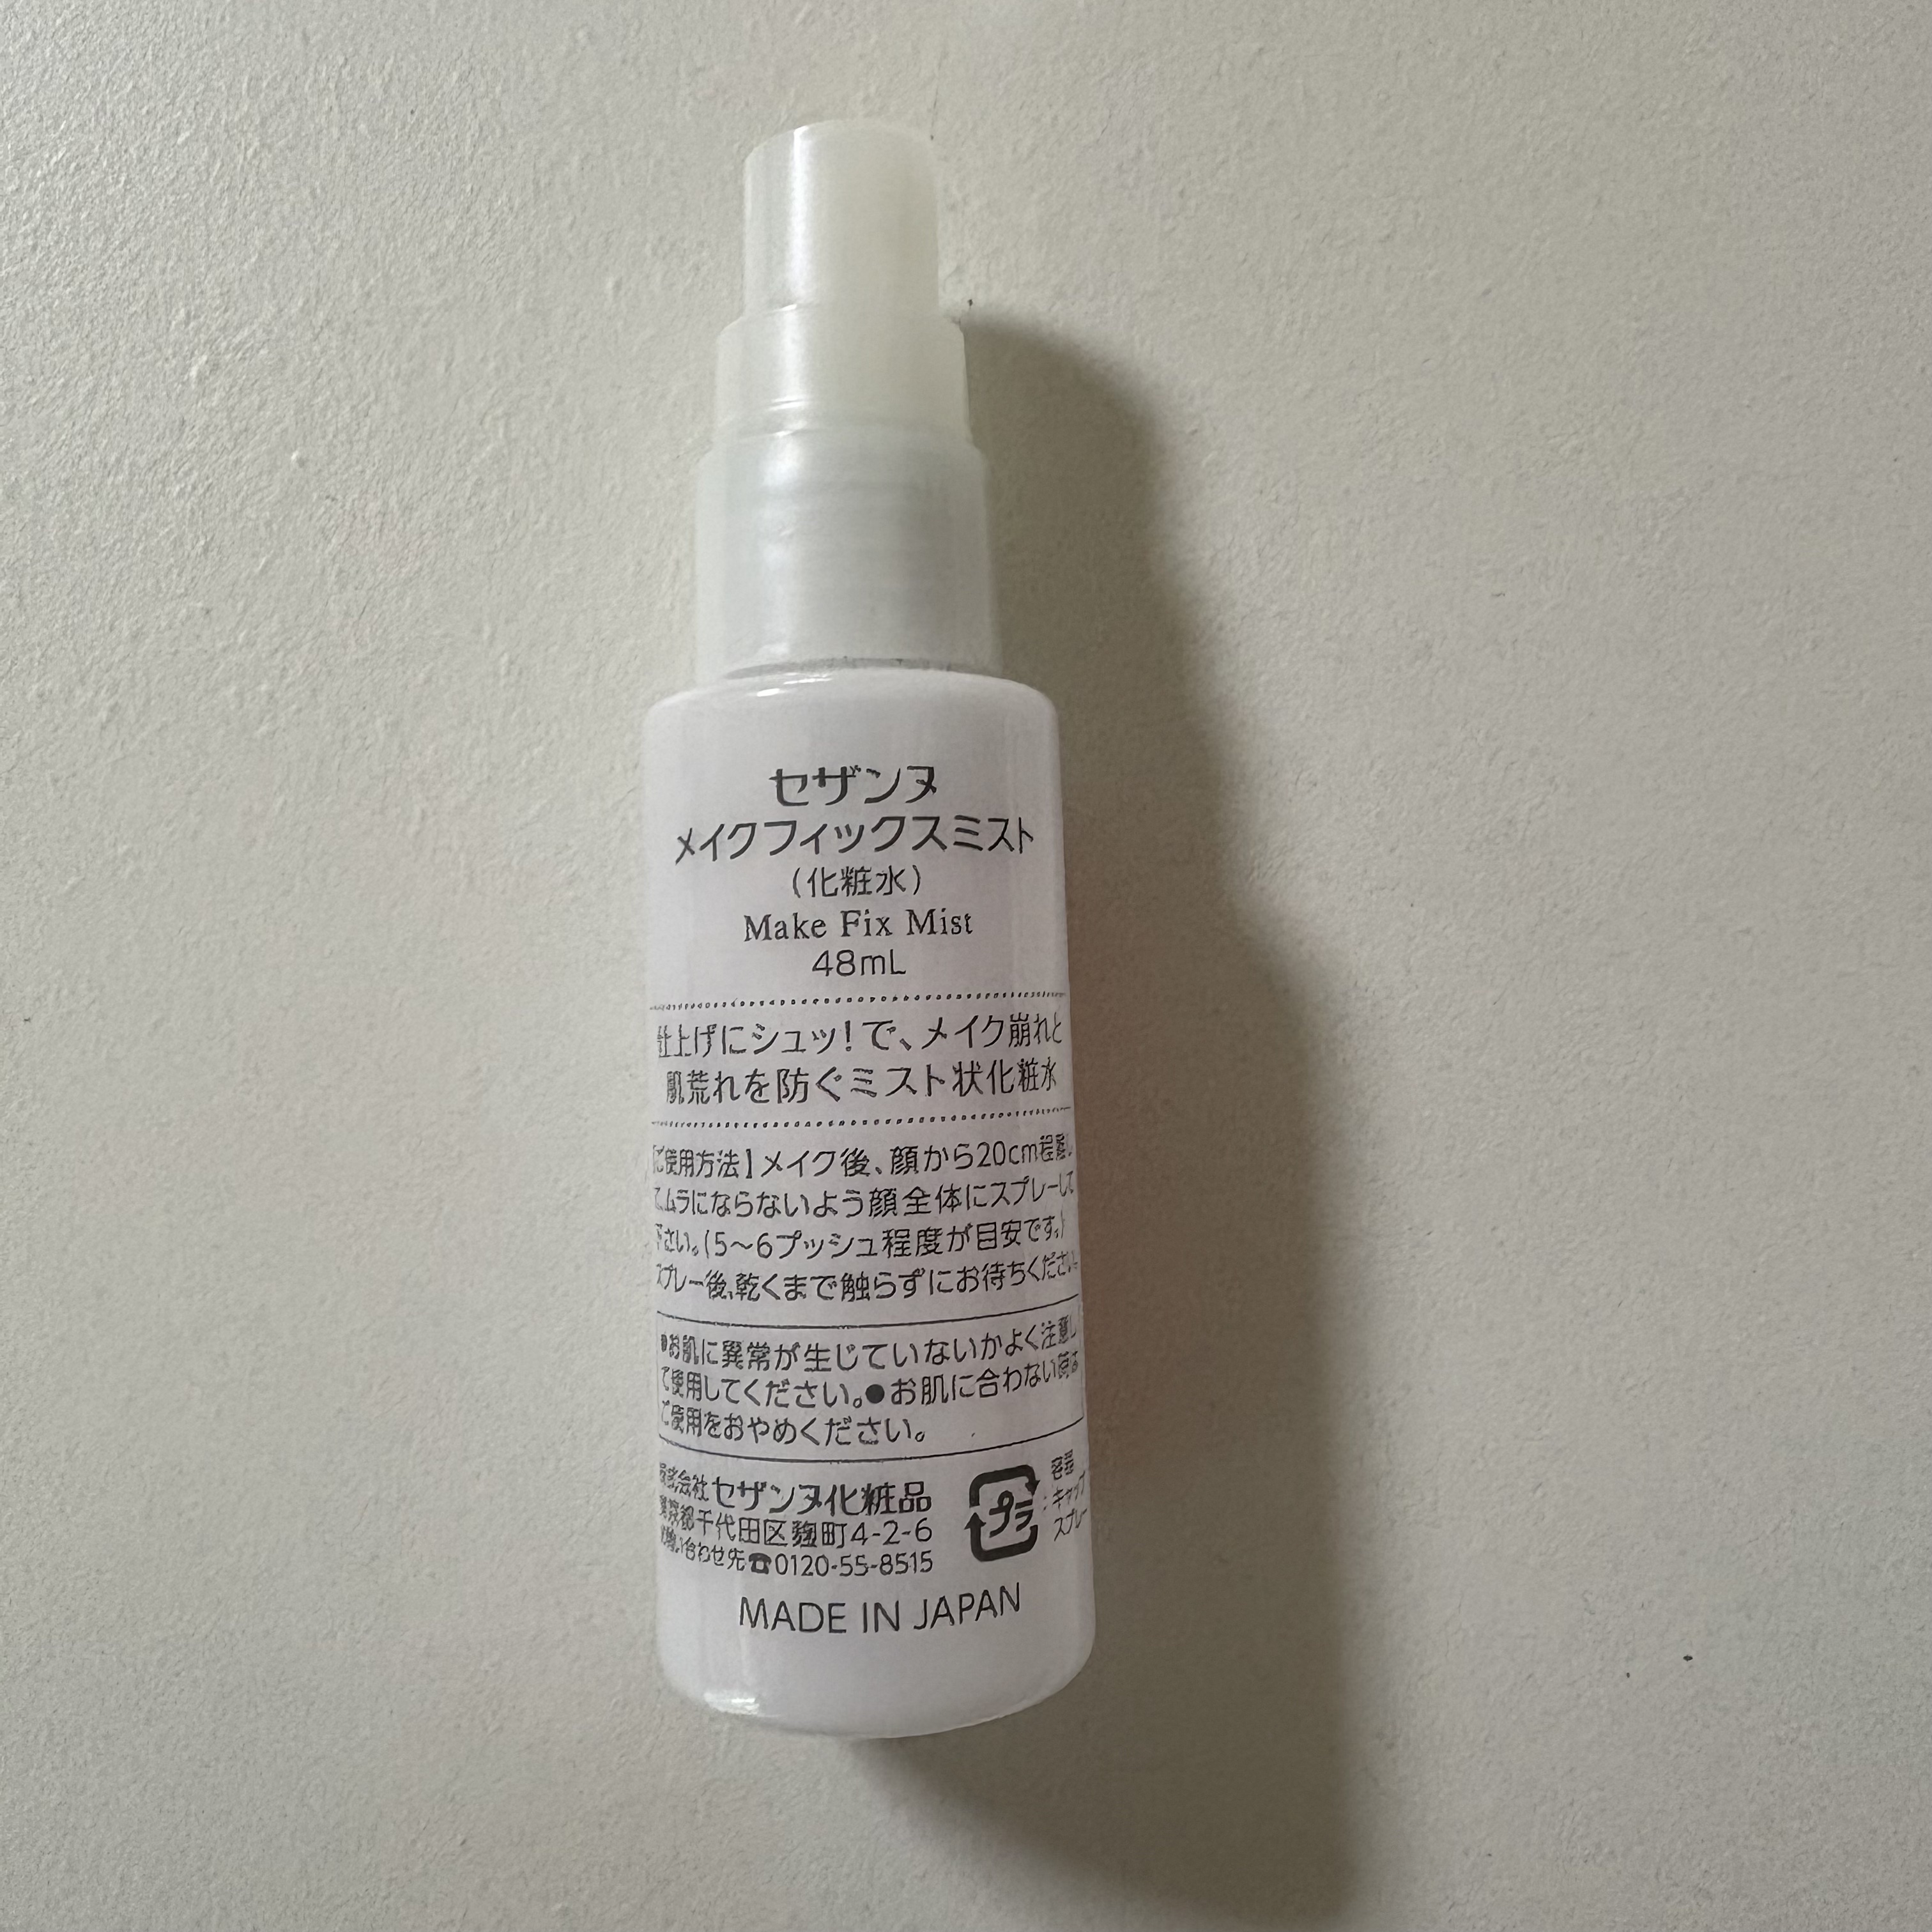 セザンヌ
メイクフィックスミスト
(化粧水)
Make Fix Mist
48mL
仕上げにシュッ!で、メイク崩れと
肌荒れを防ぐミスト状化粧水
【ご使用方法】メイク後、顔から20cm程離し
てムラにならないよう顔全体にスプレーして
下さい。(5〜6プッシュ程度が目安です。)
スプレー後、乾くまで触らずにお待ちください。
●お肌に異常が生じていないかよく注意し
て使用してください。●お肌に合わない時は
ご使用をおやめください。
株式会社セザンヌ化粧品
東京都千代田区麹町4-2-6
お問い合わせ先☎0120-55-8515
プラ
容器
:キャップ
スプレー
MADE IN JAPAN